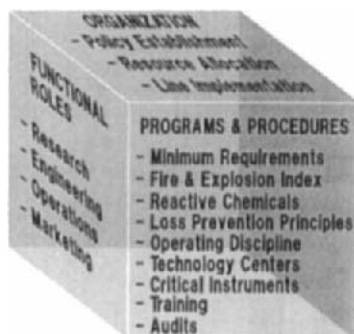 ORGANIZATION
- Policy Establishment
- Resource Allocation
- Line Implementation
FUNCTIONAL
ROLES
- Research
- Engineering
- Operations
- Marketing
PROGRAMS & PROCEDURES
- Minimum Requirements
- Fire & Explosion Index
- Reactive Chemicals
- Loss Prevention Principles
- Operating Discipline
- Technology Centers
- Critical Instruments
- Training
- Audits